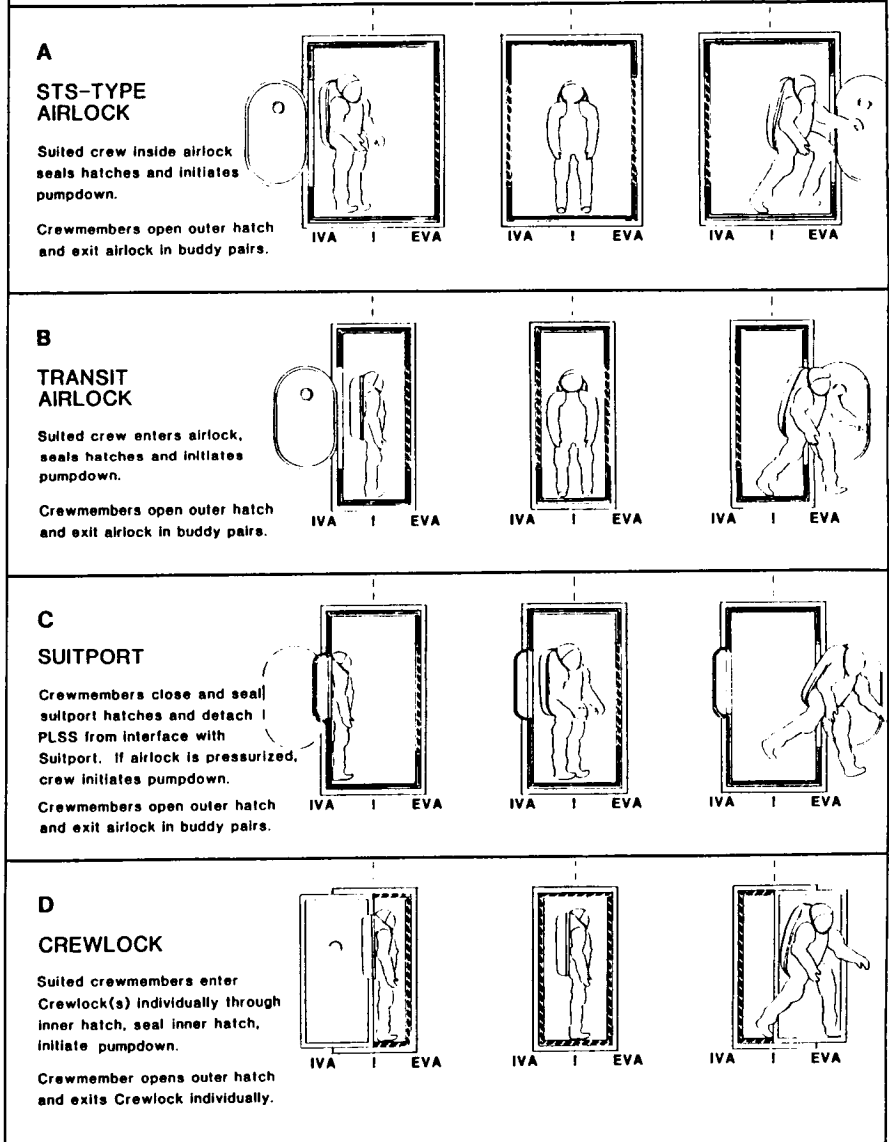 A
STS-TYPE
AIRLOCK
Suited crew inside airlock
seals hatches and initiates
pumpdown.
Crewmembers open outer hatch
and exit airlock in buddy pairs.
IVA I EVA
IVA I EVA
IVA I EVA
B
TRANSIT
AIRLOCK
Suited crew enters airlock,
seals hatches and initiates
pumpdown.
Crewmembers open outer hatch
and exit airlock in buddy pairs.
IVA I EVA
IVA I EVA
IVA I EVA
C
SUITPORT
Crewmembers close and seal
suitport hatches and detach
PLSS from interface with
Suitport. If airlock is pressurized,
crew initiates pumpdown.
Crewmembers open outer hatch
and exit airlock in buddy pairs.
IVA I EVA
IVA I EVA
IVA I EVA
D
CREWLOCK
Suited crewmembers enter
Crewlock(s) individually through
inner hatch, seal inner hatch,
initiate pumpdown.
Crewmember opens outer hatch
and exits Crewlock individually.
IVA I EVA
IVA I EVA
IVA I EVA